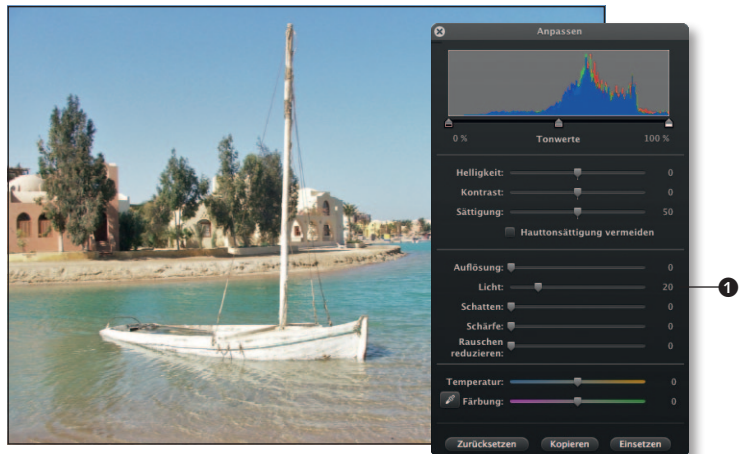 Anpassen
0 % Tonwerte 100 %
Helligkeit: 0
Kontrast: 0
Sättigung: 50
Hauttonsättigung vermeiden
Auflösung: 0
Licht: 20
1
Schatten: 0
Schärfe: 0
Rauschen
reduzieren: 0
Temperatur: 0
Färbung: 0
Zurücksetzen Kopieren Einsetzen